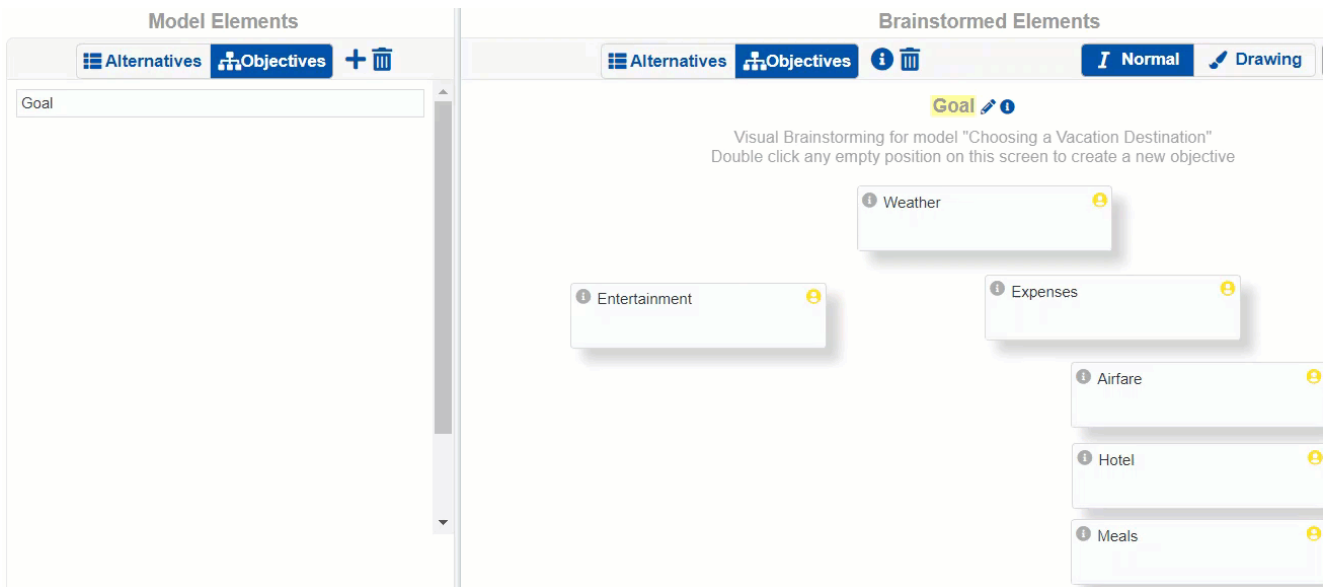 Model Elements
Alternatives Objectives
Goal
Brainstormed Elements
Alternatives Objectives Normal Drawing
Goal
Visual Brainstorming for model "Choosing a Vacation Destination"
Double click any empty position on this screen to create a new objective
Weather
Entertainment
Expenses
Airfare
Hotel
Meals